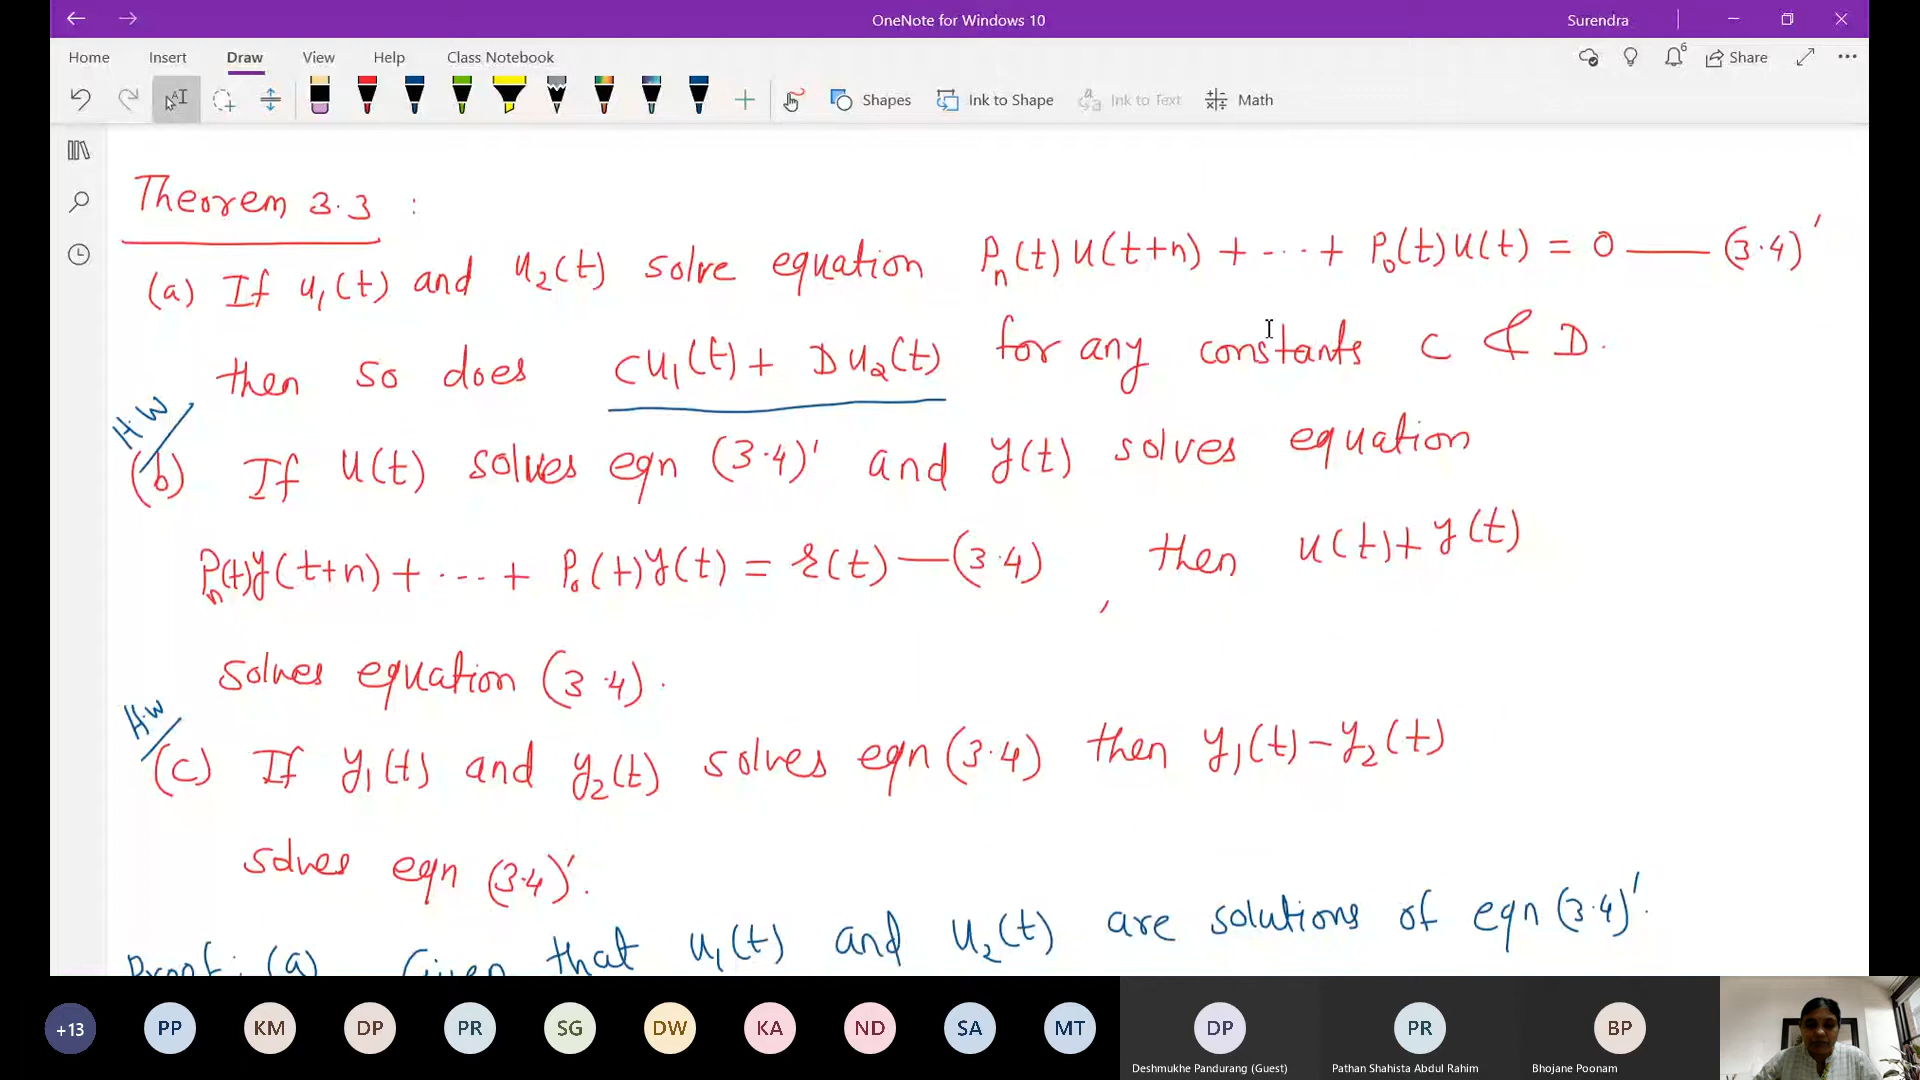 OneNote for Windows 10
Surendra
Home Insert Draw View Help Class Notebook
6
Share
Shapes Ink to Shape Ink to Text Math
Theorem 3.3 :
(a) If u₁(t) and u₂(t) solve equation Pₙ(t)u(t+n) + --- + P₀(t)u(t) = 0 —— (3.4)′
then so does Cu₁(t) + Du₂(t) for any constants C & D.
H.W
(b) If u(t) solves eqn (3.4)′ and y(t) solves equation
Pₙ(t)y(t+n) + --- + P₀(t)y(t) = r(t) — (3.4) , then u(t)+y(t)
solves equation (3.4).
H.W
(c) If y₁(t) and y₂(t) solves eqn (3.4) then y₁(t) − y₂(t)
solves eqn (3.4)′.
Proof: (a) Given that u₁(t) and u₂(t) are solutions of eqn (3.4)′.
+13 PP KM DP PR SG DW KA ND SA MT DP PR BP
Deshmukhe Pandurang (Guest) Pathan Shahista Abdul Rahim Bhojane Poonam